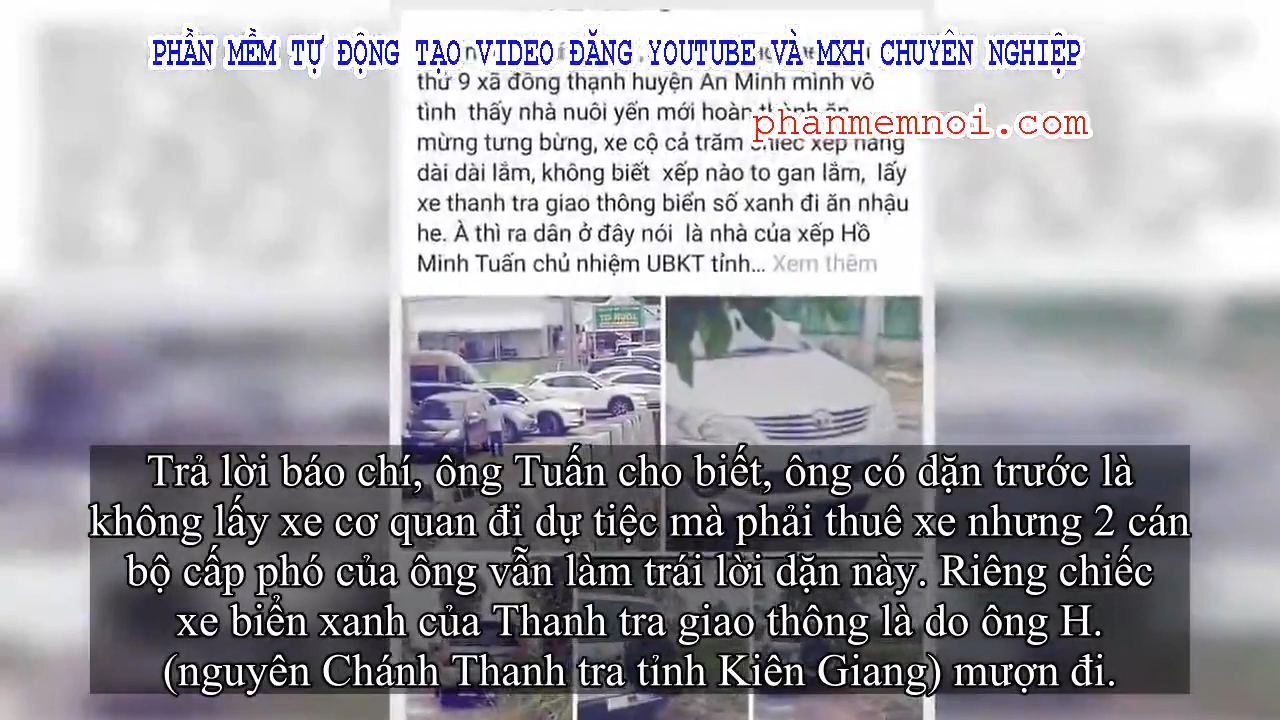 PHẦN MỀM TỰ ĐỘNG TẠO VIDEO ĐĂNG YOUTUBE VÀ MXH CHUYÊN NGHIỆP
thứ 9 xã đông thạnh huyện An Minh mình vô
tình thấy nhà nuôi yến mới hoàn thành ăn
phanmemnoi.com
mừng tưng bừng, xe cộ cả trăm chiếc xếp hàng
dài dài lắm, không biết xếp nào to gan lắm, lấy
xe thanh tra giao thông biển số xanh đi ăn nhậu
he. À thì ra dân ở đây nói là nhà của xếp Hồ
Minh Tuấn chủ nhiệm UBKT tỉnh... Xem thêm
Trả lời báo chí, ông Tuấn cho biết, ông có dặn trước là
không lấy xe cơ quan đi dự tiệc mà phải thuê xe nhưng 2 cán
bộ cấp phó của ông vẫn làm trái lời dặn này. Riêng chiếc
xe biển xanh của Thanh tra giao thông là do ông H.
(nguyên Chánh Thanh tra tỉnh Kiên Giang) mượn đi.